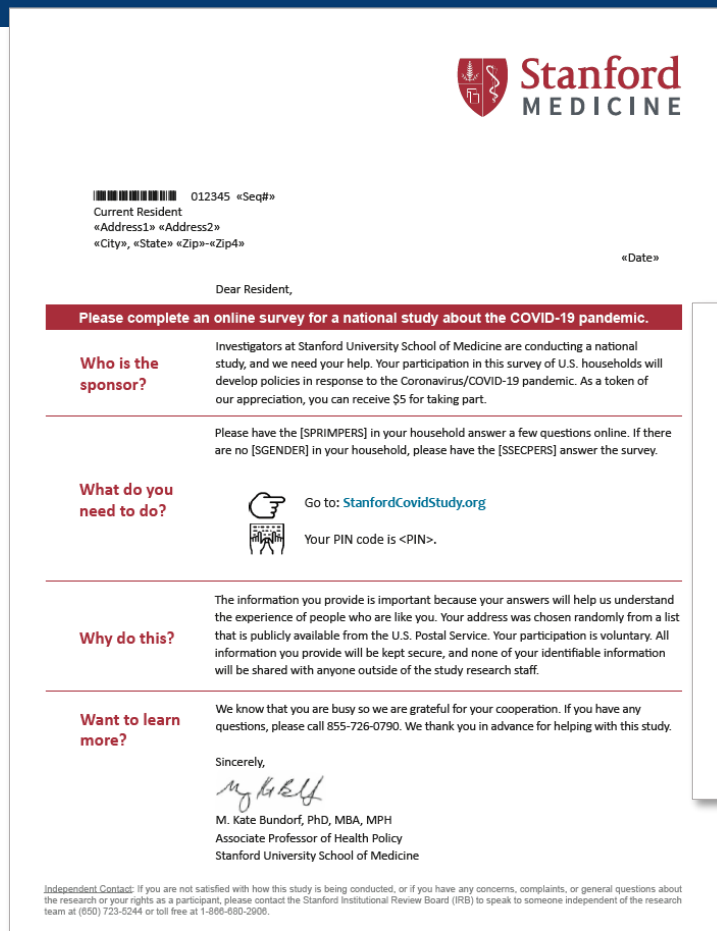 Stanford
MEDICINE
012345 «Seq#»
Current Resident
«Address1» «Address2»
«City», «State» «Zip»-«Zip4»
«Date»
Dear Resident,
Please complete an online survey for a national study about the COVID-19 pandemic.
Who is the
sponsor?
Investigators at Stanford University School of Medicine are conducting a national
study, and we need your help. Your participation in this survey of U.S. households will
develop policies in response to the Coronavirus/COVID-19 pandemic. As a token of
our appreciation, you can receive $5 for taking part.
What do you
need to do?
Please have the [SPRIMPERS] in your household answer a few questions online. If there
are no [SGENDER] in your household, please have the [SSECPERS] answer the survey.
Go to: StanfordCovidStudy.org
Your PIN code is <PIN>.
Why do this?
The information you provide is important because your answers will help us understand
the experience of people who are like you. Your address was chosen randomly from a list
that is publicly available from the U.S. Postal Service. Your participation is voluntary. All
information you provide will be kept secure, and none of your identifiable information
will be shared with anyone outside of the study research staff.
Want to learn
more?
We know that you are busy so we are grateful for your cooperation. If you have any
questions, please call 855-726-0790. We thank you in advance for helping with this study.
Sincerely,
M. Kate Bundorf, PhD, MBA, MPH
Associate Professor of Health Policy
Stanford University School of Medicine
Independent Contact: If you are not satisfied with how this study is being conducted, or if you have any concerns, complaints, or general questions about
the research or your rights as a participant, please contact the Stanford Institutional Review Board (IRB) to speak to someone independent of the research
team at (650) 723-5244 or toll free at 1-866-680-2906.